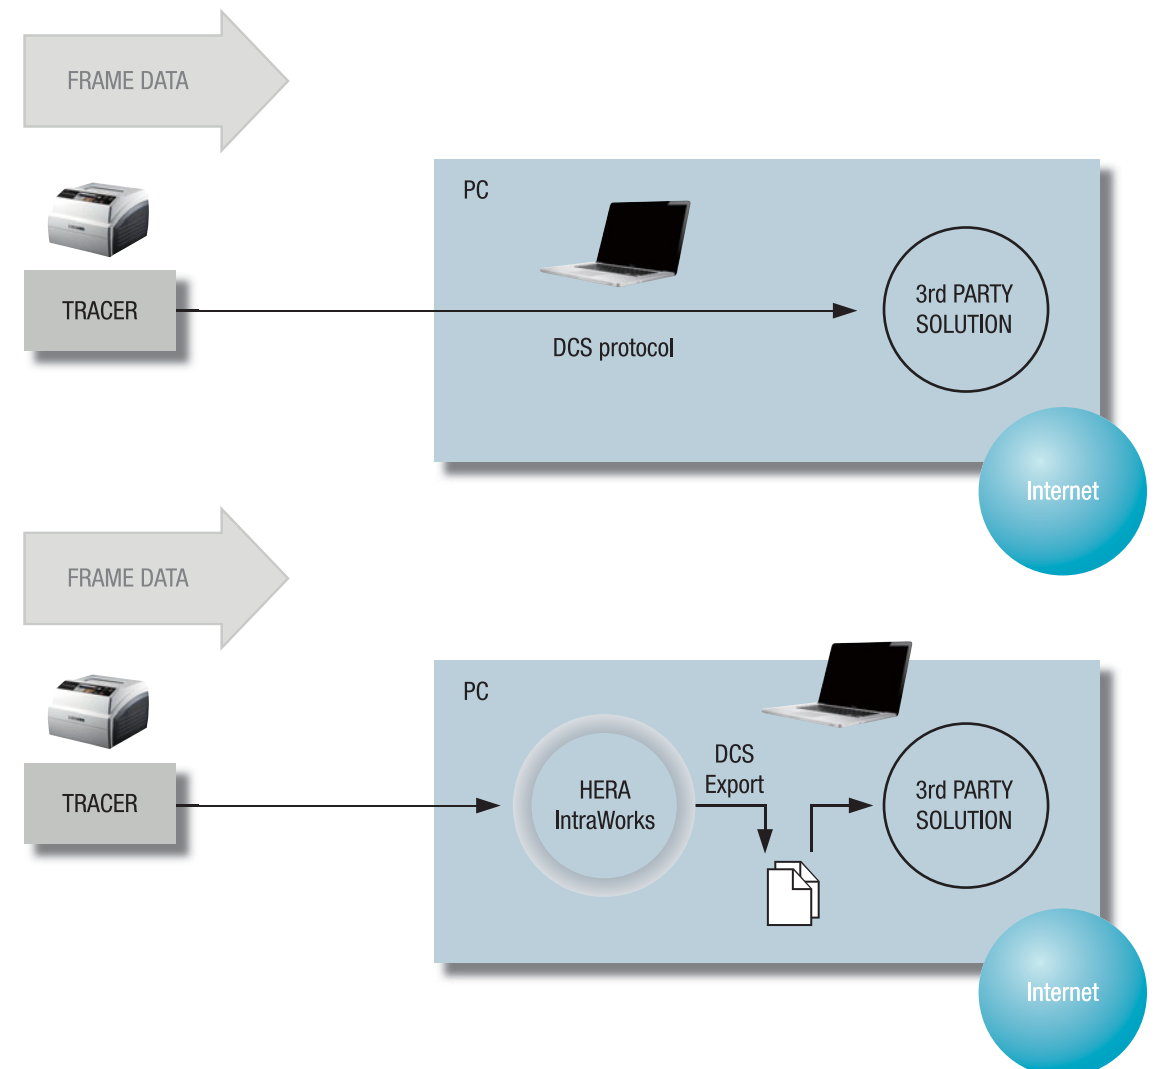 FRAME DATA
PC
TRACER
3rd PARTY
SOLUTION
DCS protocol
Internet
FRAME DATA
PC
TRACER
HERA
IntraWorks
DCS
Export
3rd PARTY
SOLUTION
Internet